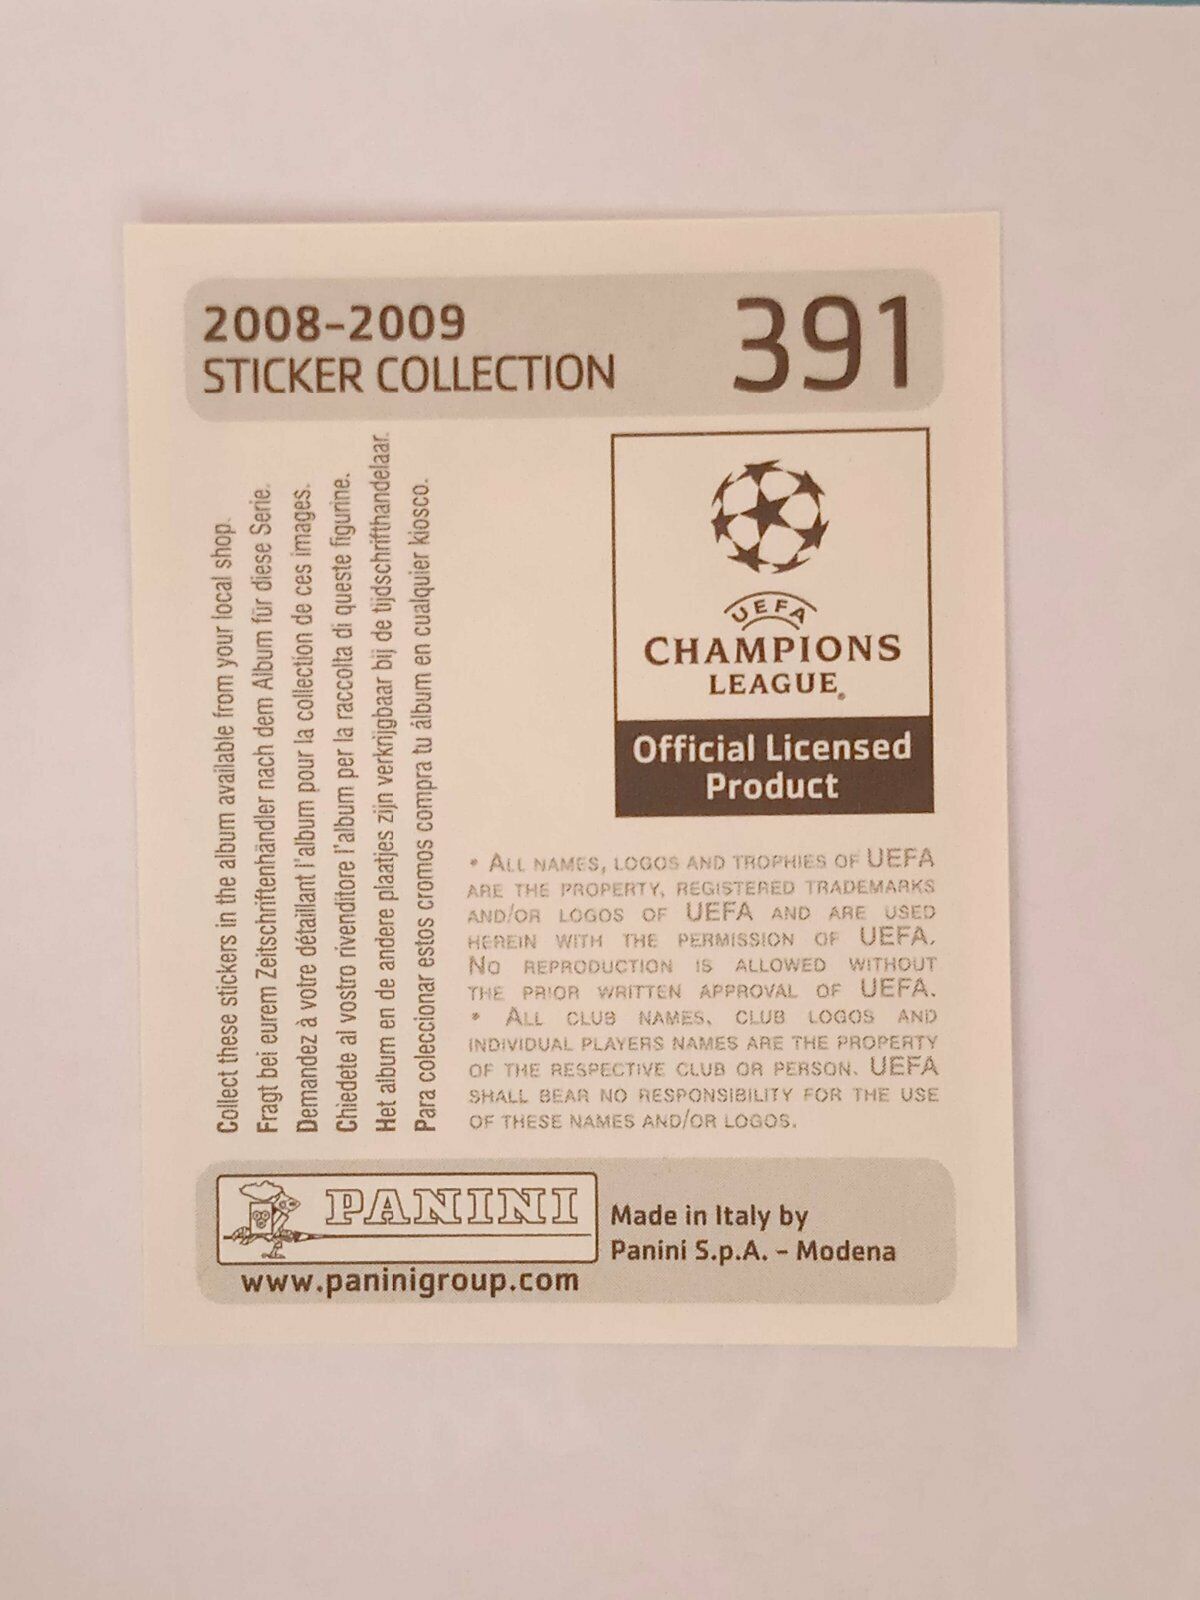 2008-2009
STICKER COLLECTION
391
Collect these stickers in the album available from your local shop.
Fragt bei eurem Zeitschriftenhändler nach dem Album für diese Serie.
Demandez à votre détaillant l'album pour la collection de ces images.
Chiedete al vostro rivenditore l'album per la raccolta di queste figurine.
Het album en de andere plaatjes zijn verkrijgbaar bij de tijdschrifthandelaar.
Para coleccionar estos cromos compra tu álbum en cualquier kiosco.
UEFA
CHAMPIONS
LEAGUE®
Official Licensed
Product
* ALL NAMES, LOGOS AND TROPHIES OF UEFA
ARE THE PROPERTY, REGISTERED TRADEMARKS
AND/OR LOGOS OF UEFA AND ARE USED
HEREIN WITH THE PERMISSION OF UEFA.
NO REPRODUCTION IS ALLOWED WITHOUT
THE PRIOR WRITTEN APPROVAL OF UEFA.
* ALL CLUB NAMES, CLUB LOGOS AND
INDIVIDUAL PLAYERS NAMES ARE THE PROPERTY
OF THE RESPECTIVE CLUB OR PERSON. UEFA
SHALL BEAR NO RESPONSIBILITY FOR THE USE
OF THESE NAMES AND/OR LOGOS.
PANINI
www.paninigroup.com
Made in Italy by
Panini S.p.A. - Modena